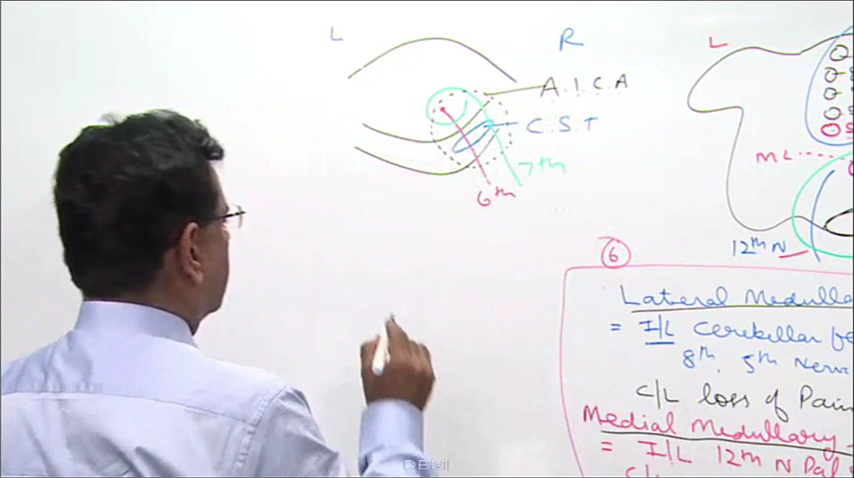 L
R
A.I.C.A
C.S.T
7th
6th
L
ML
12th N
6
Lateral Medulla
= I/L Cerebellar
8th, 5th Nerv
C/L loss of Pain
Medial Medullary
= I/L 12th N Pal